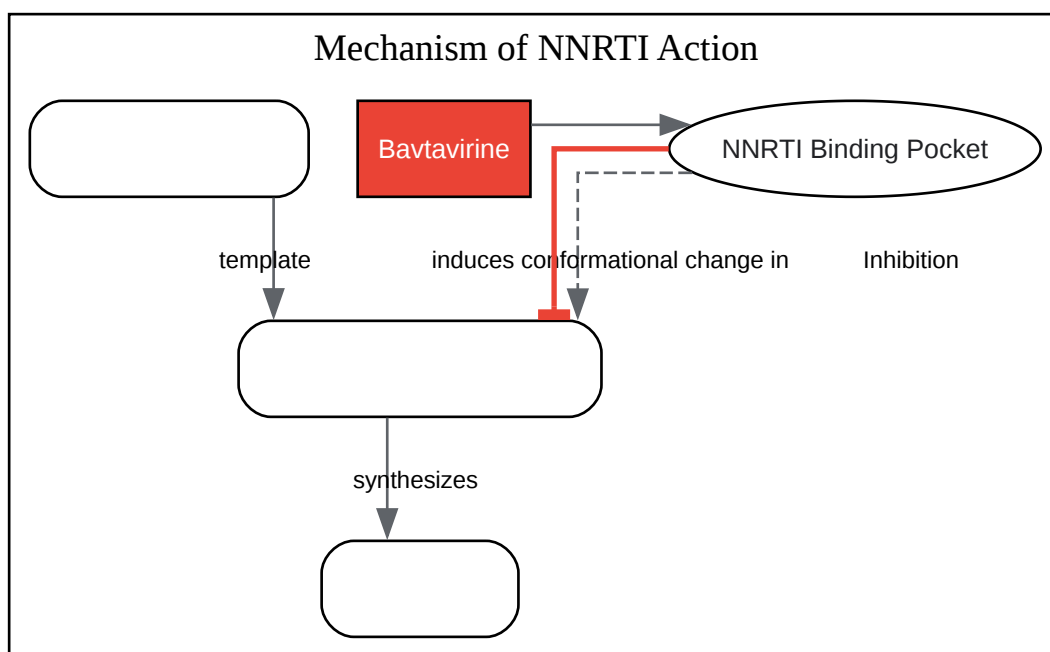 Mechanism of NNRTI Action
Bavtavirine
NNRTI Binding Pocket
template
induces conformational change in
Inhibition
synthesizes